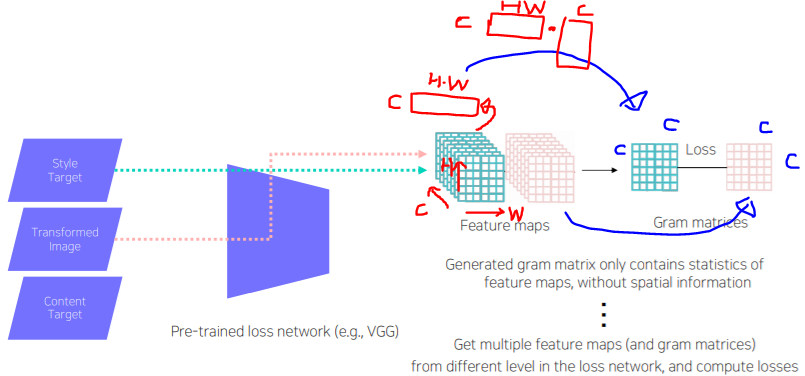 HW
C
C
H·W
C
C
C
C
C
H
C
W
Style
Target
Transformed
Image
Content
Target
Loss
Feature maps
Gram matrices
Pre-trained loss network (e.g., VGG)
Generated gram matrix only contains statistics of
feature maps, without spatial information
Get multiple feature maps (and gram matrices)
from different level in the loss network, and compute losses